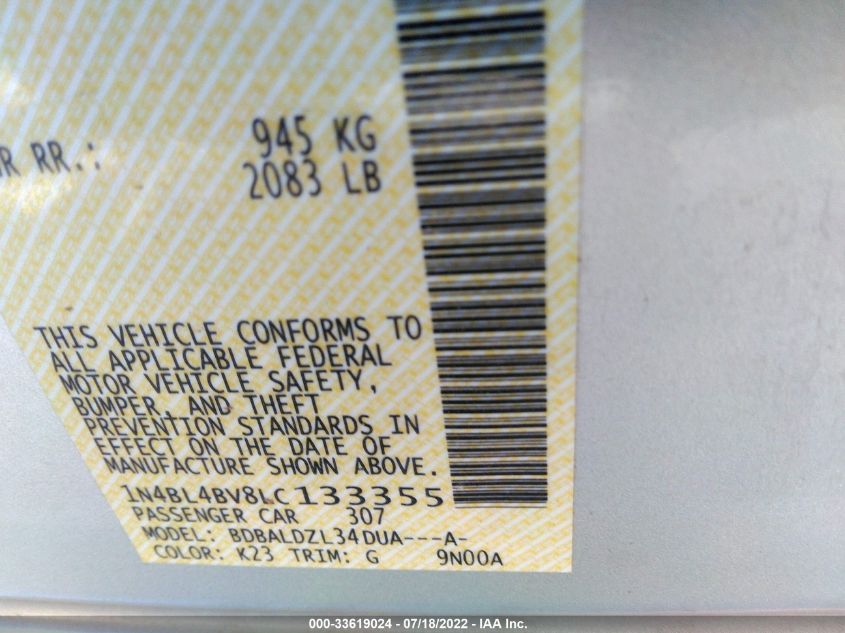 RR.: 945 KG
2083 LB
THIS VEHICLE CONFORMS TO
ALL APPLICABLE FEDERAL
MOTOR VEHICLE SAFETY,
BUMPER, AND THEFT
PREVENTION STANDARDS IN
EFFECT ON THE DATE OF
MANUFACTURE SHOWN ABOVE.
1N4BL4BV8LC133355
PASSENGER CAR 307
MODEL: BDBALDZL34DUA---A-
COLOR: K23 TRIM: G 9N00A
000-33619024 - 07/18/2022 - IAA Inc.